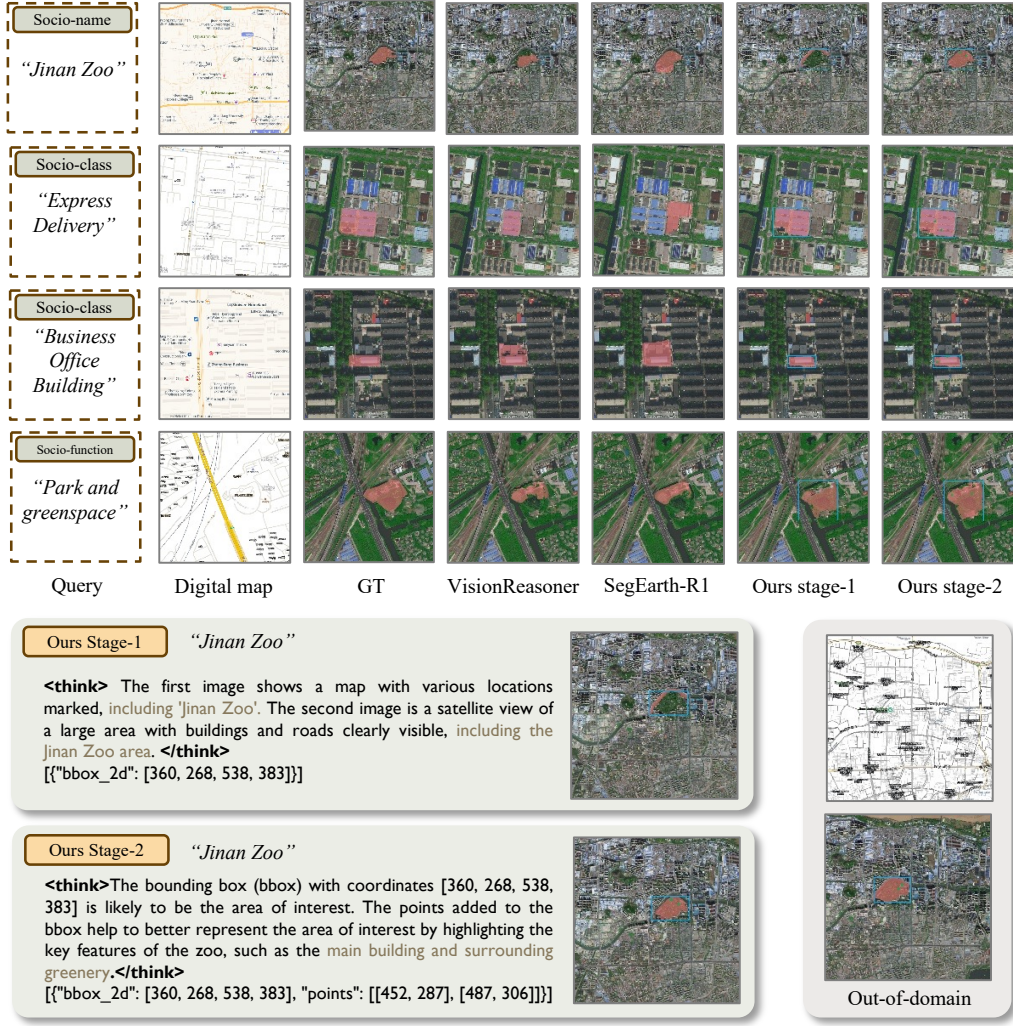 Socio-name
“Jinan Zoo”
Socio-class
“Express
Delivery”
Socio-class
“Business
Office
Building”
Socio-function
“Park and
greenspace”
Query
Digital map
GT
VisionReasoner
SegEarth-R1
Ours stage-1
Ours stage-2
Ours Stage-1
“Jinan Zoo”
<think> The first image shows a map with various locations
marked, including 'Jinan Zoo'. The second image is a satellite view of
a large area with buildings and roads clearly visible, including the
Jinan Zoo area. </think>
[{"bbox_2d": [360, 268, 538, 383]}]
Ours Stage-2
“Jinan Zoo”
<think>The bounding box (bbox) with coordinates [360, 268, 538,
383] is likely to be the area of interest. The points added to the
bbox help to better represent the area of interest by highlighting the
key features of the zoo, such as the main building and surrounding
greenery.</think>
[{"bbox_2d": [360, 268, 538, 383], "points": [[452, 287], [487, 306]]}]
Out-of-domain